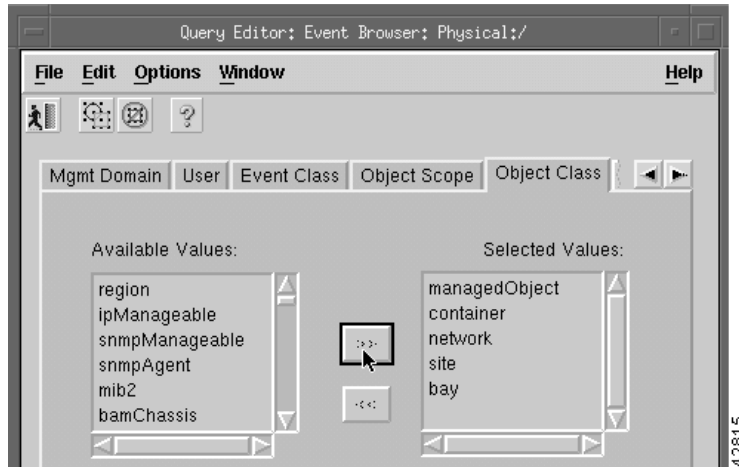 Query Editor: Event Browser: Physical:/
File Edit Options Window Help
?
Mgmt Domain User Event Class Object Scope Object Class
Available Values: Selected Values:
region
ipManageable
snmpManageable
snmpAgent
mib2
bamChassis
>>
<<
managedObject
container
network
site
bay
42815